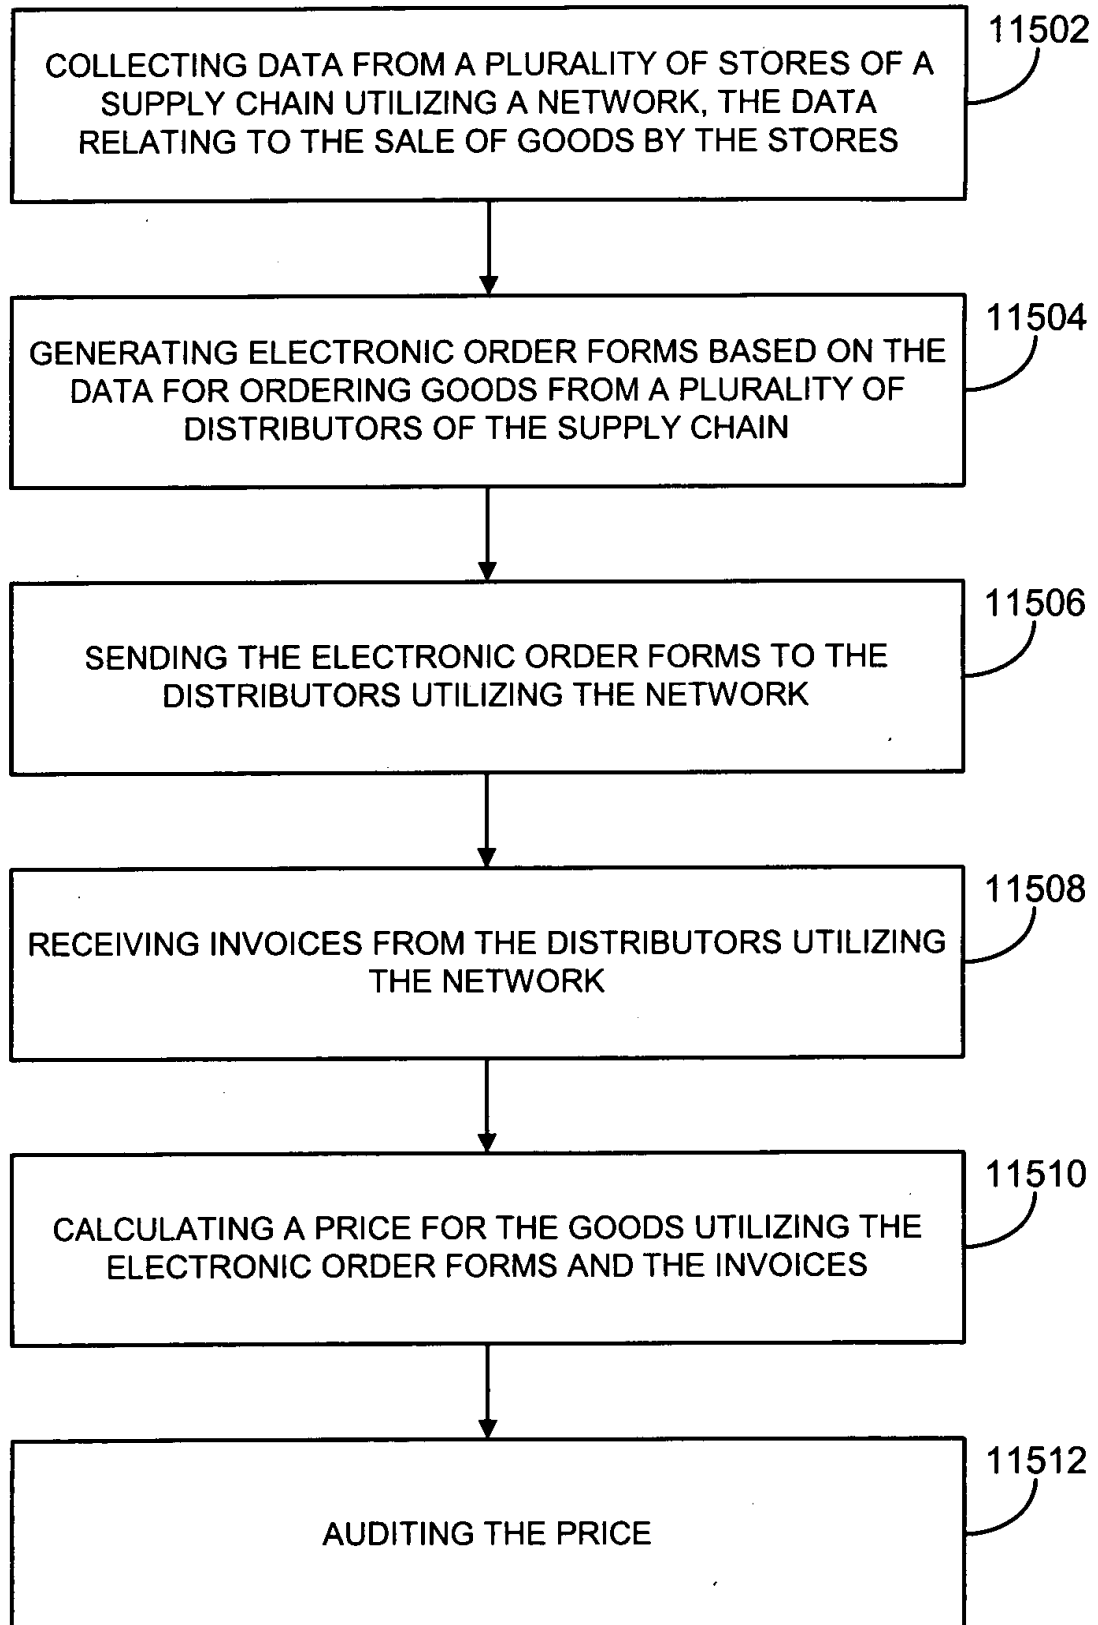 11502
COLLECTING DATA FROM A PLURALITY OF STORES OF A
SUPPLY CHAIN UTILIZING A NETWORK, THE DATA
RELATING TO THE SALE OF GOODS BY THE STORES
11504
GENERATING ELECTRONIC ORDER FORMS BASED ON THE
DATA FOR ORDERING GOODS FROM A PLURALITY OF
DISTRIBUTORS OF THE SUPPLY CHAIN
11506
SENDING THE ELECTRONIC ORDER FORMS TO THE
DISTRIBUTORS UTILIZING THE NETWORK
11508
RECEIVING INVOICES FROM THE DISTRIBUTORS UTILIZING
THE NETWORK
11510
CALCULATING A PRICE FOR THE GOODS UTILIZING THE
ELECTRONIC ORDER FORMS AND THE INVOICES
11512
AUDITING THE PRICE